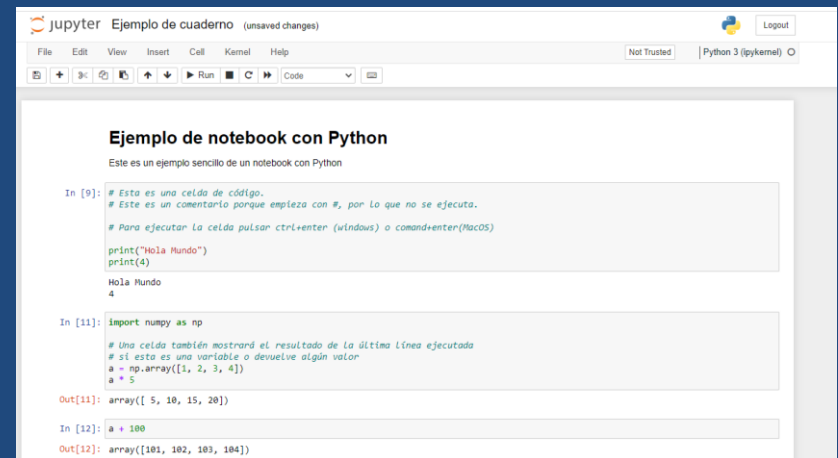 jupyter Ejemplo de cuaderno (unsaved changes) Logout
File Edit View Insert Cell Kernel Help Not Trusted Python 3 (ipykernel)
Run Code
Ejemplo de notebook con Python
Este es un ejemplo sencillo de un notebook con Python
In [9]: # Esta es una celda de código.
# Este es un comentario porque empieza con #, por lo que no se ejecuta.
# Para ejecutar la celda pulsar ctrl+enter (windows) o comand+enter(MacOS)
print("Hola Mundo")
print(4)
Hola Mundo
4
In [11]: import numpy as np
# Una celda también mostrará el resultado de la última línea ejecutada
# si esta es una variable o devuelve algún valor
a = np.array([1, 2, 3, 4])
a * 5
Out[11]: array([ 5, 10, 15, 20])
In [12]: a + 100
Out[12]: array([101, 102, 103, 104])